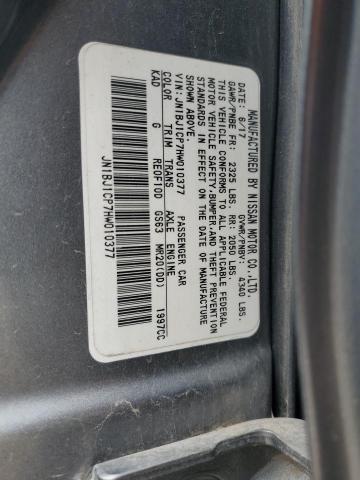 MANUFACTURED BY NISSAN MOTOR CO.,LTD.
8/17 GVWR/PNBV: 4340 LBS.
GAWR/PNBE FR: 2325 LBS. RR: 2050 LBS.
THIS VEHICLE CONFORMS TO ALL APPLICABLE FEDERAL
MOTOR VEHICLE SAFETY,BUMPER,AND THEFT PREVENTION
STANDARDS IN EFFECT ON THE DATE OF MANUFACTURE
SHOWN ABOVE.
VIN: JN1BJ1CP7HW010377 PASSENGER CAR
COLOR TRIM TRANS AXLE ENGINE
KAD G RE0F10D GS63 MR20(DD) 1997CC
JN1BJ1CP7HW010377